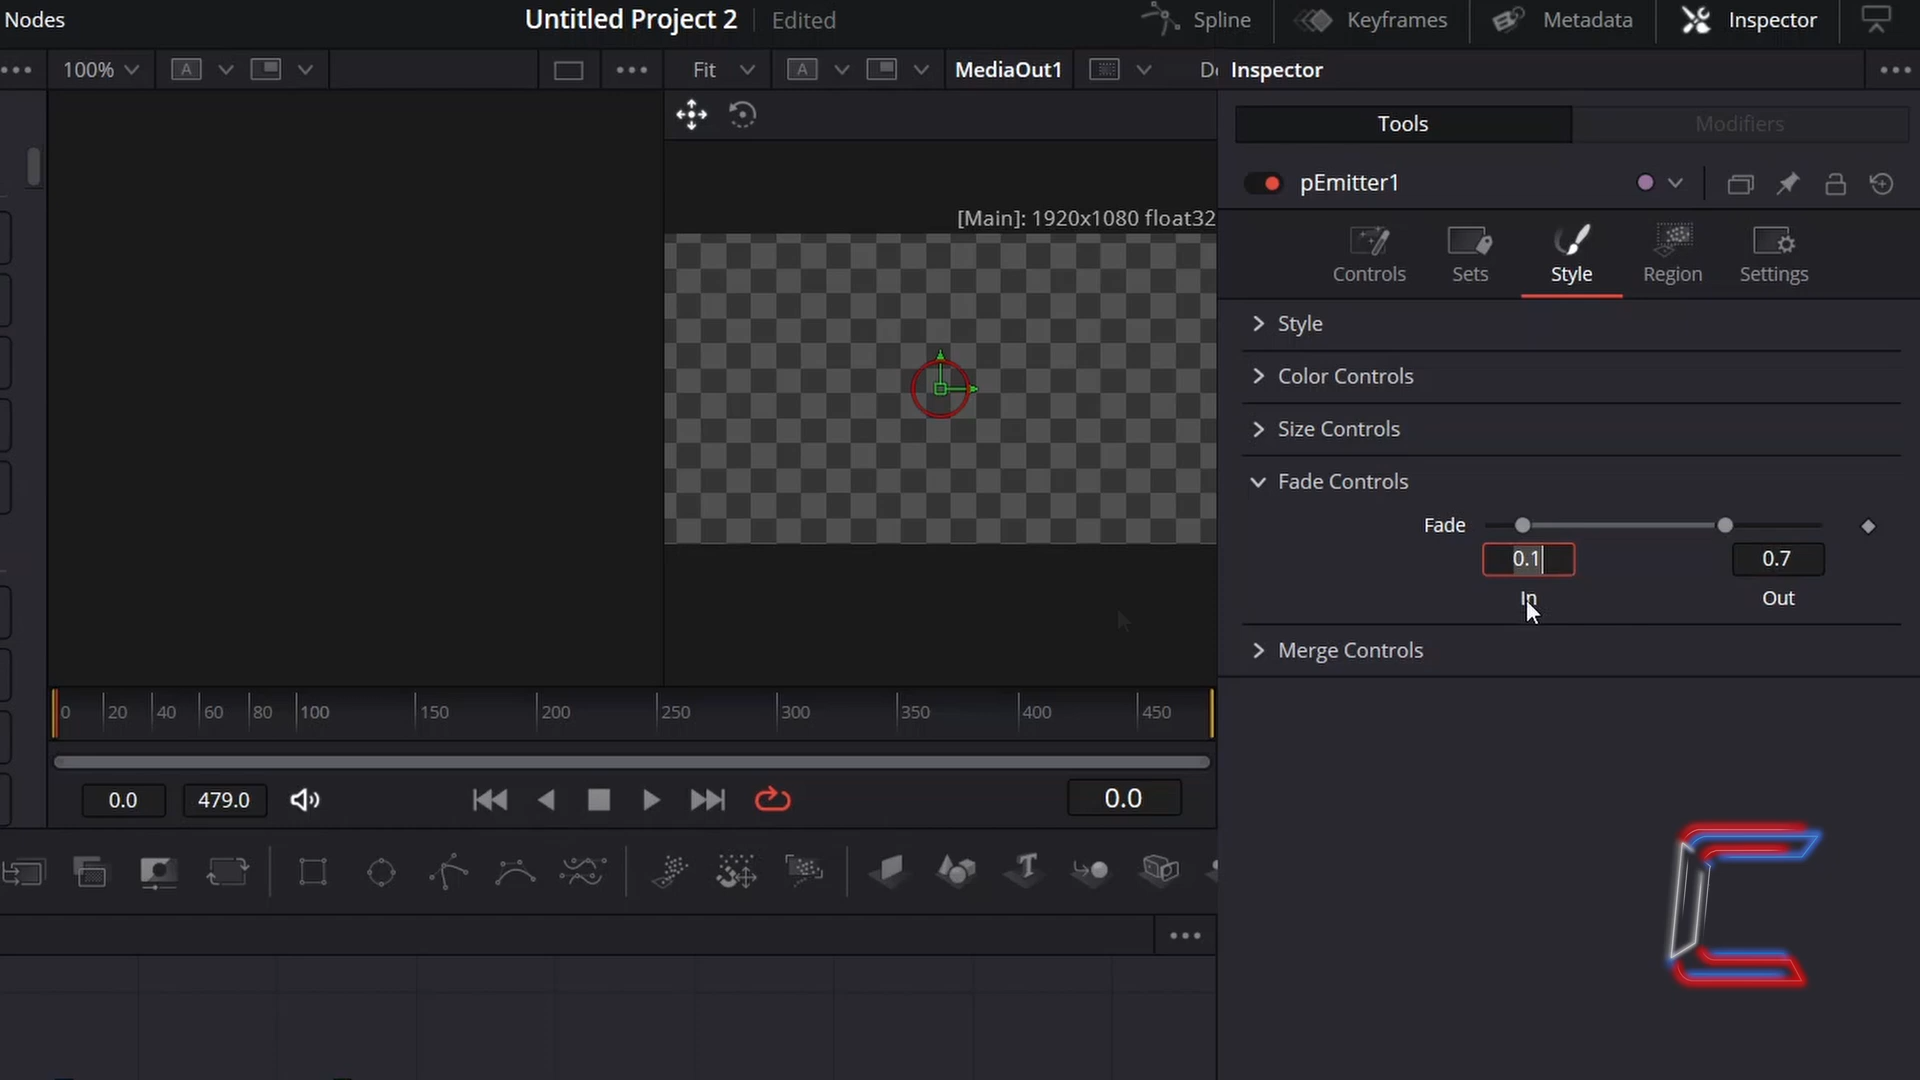 Nodes
Untitled Project 2
Edited
Spline
Keyframes
Metadata
Inspector
100%
A
Fit
A
MediaOut1
Inspector
Tools
Modifiers
pEmitter1
[Main]: 1920x1080 float32
Controls
Sets
Style
Region
Settings
Style
Color Controls
Size Controls
Fade Controls
Fade
0.1
0.7
In
Out
Merge Controls
0 20 40 60 80 100 150 200 250 300 350 400 450
0.0
479.0
0.0
T